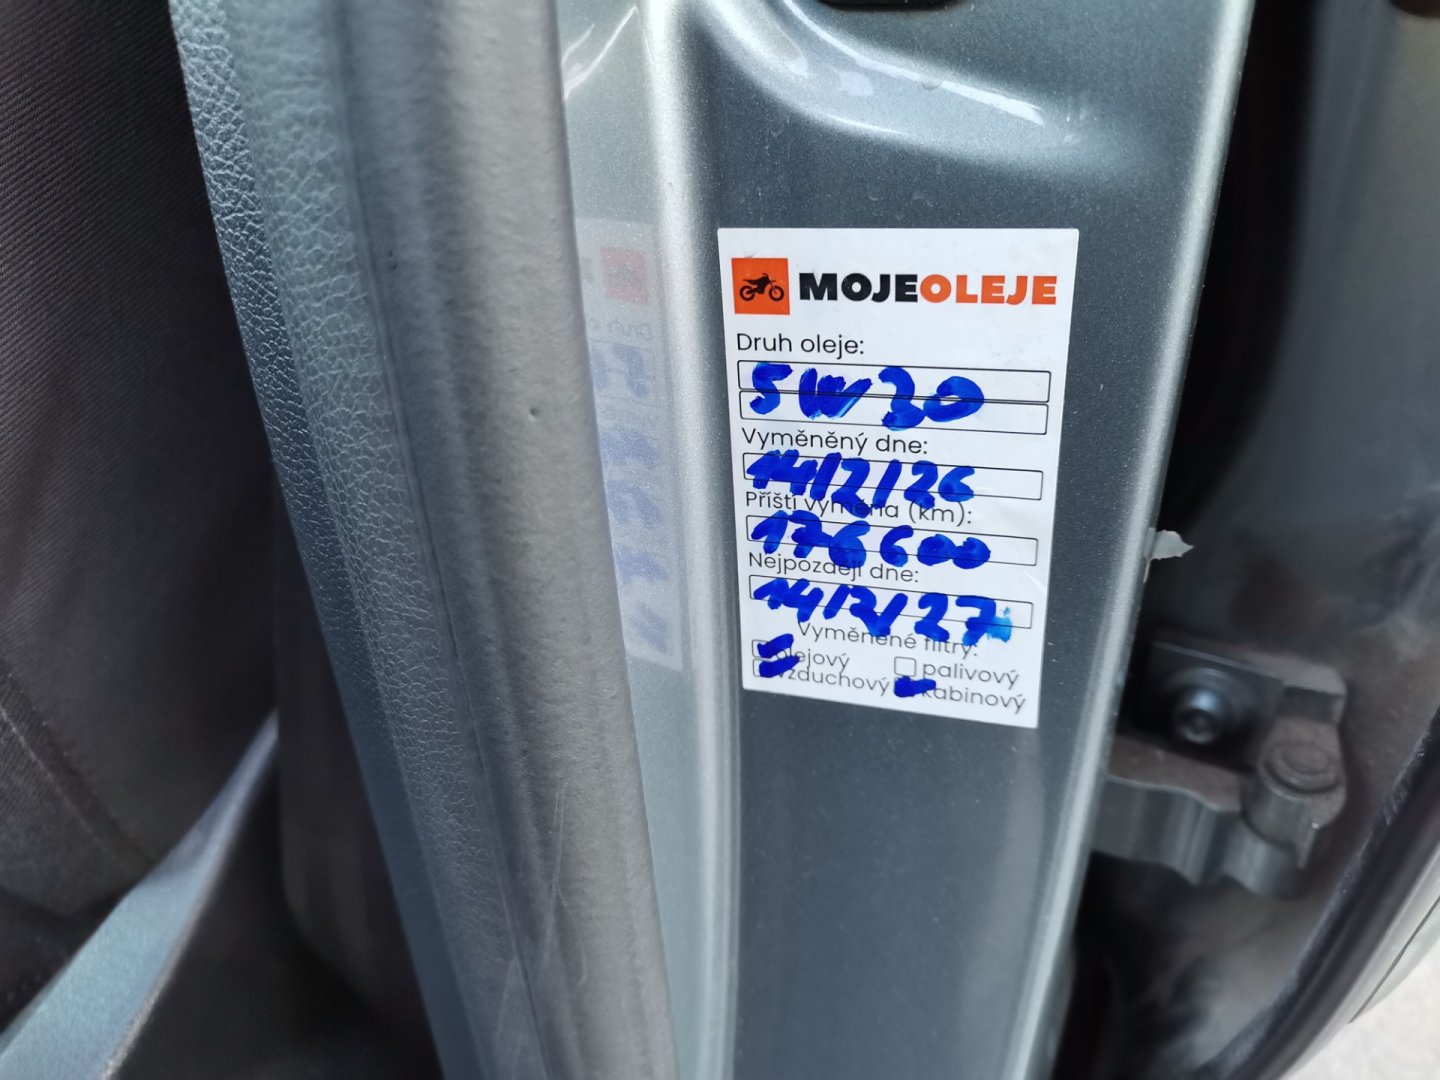 MOJEOLEJE
Druh oleje:
5W30
Vyměněný dne:
14/2/26
Příští výměna (km):
176600
Nejpozději dne:
14/2/27
Vyměněné filtry:
olejový palivový
vzduchový kabinový